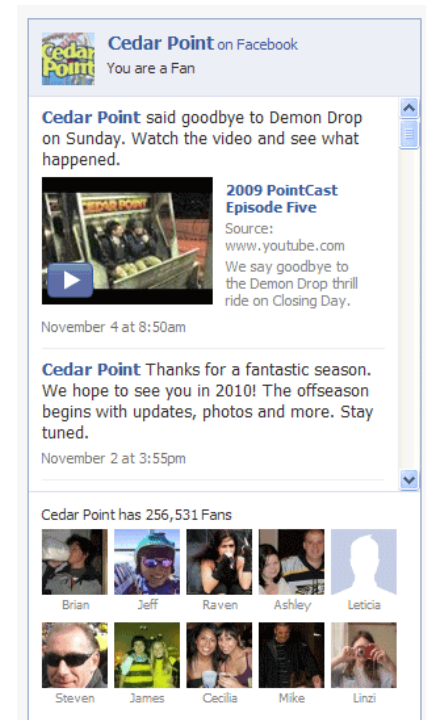 Cedar
Point
Cedar Point on Facebook
You are a Fan
Cedar Point said goodbye to Demon Drop
on Sunday. Watch the video and see what
happened.
CEDAR POINT
2009 PointCast
Episode Five
Source:
www.youtube.com
We say goodbye to
the Demon Drop thrill
ride on Closing Day.
November 4 at 8:50am
Cedar Point Thanks for a fantastic season.
We hope to see you in 2010! The offseason
begins with updates, photos and more. Stay
tuned.
November 2 at 3:55pm
Cedar Point has 256,531 Fans
Brian Jeff Raven Ashley Leticia
Steven James Cecilia Mike Linzi